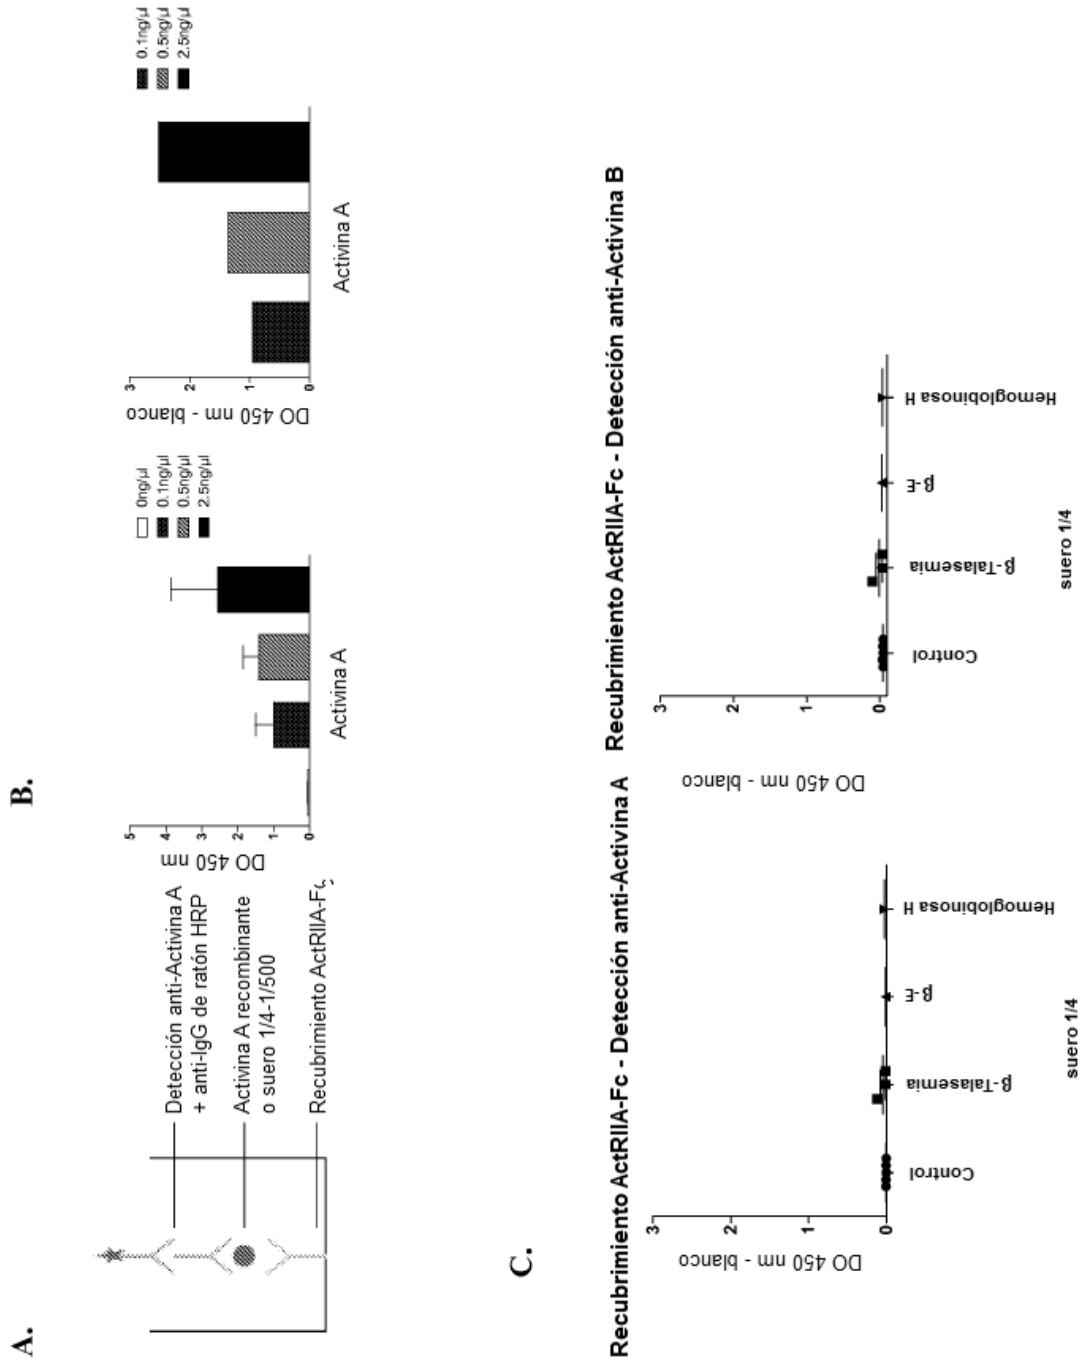 A.
Detección anti-Activina A
+ anti-IgG de ratón HRP
Activina A recombinante
o suero 1/4-1/500
Recubrimiento ActRIIA-Fc
B.
DO 450 nm
5
4
3
2
1
0
Activina A
0ng/µl
0.1ng/µl
0.5ng/µl
2.5ng/µl
DO 450 nm - blanco
3
2
1
0
Activina A
0.1ng/µl
0.5ng/µl
2.5ng/µl
C.
Recubrimiento ActRIIA-Fc - Detección anti-Activina A
DO 450 nm - blanco
3
2
1
0
Control
β-Talasemia
β-E
Hemoglobinosa H
suero 1/4
Recubrimiento ActRIIA-Fc - Detección anti-Activina B
DO 450 nm - blanco
3
2
1
0
Control
β-Talasemia
β-E
Hemoglobinosa H
suero 1/4